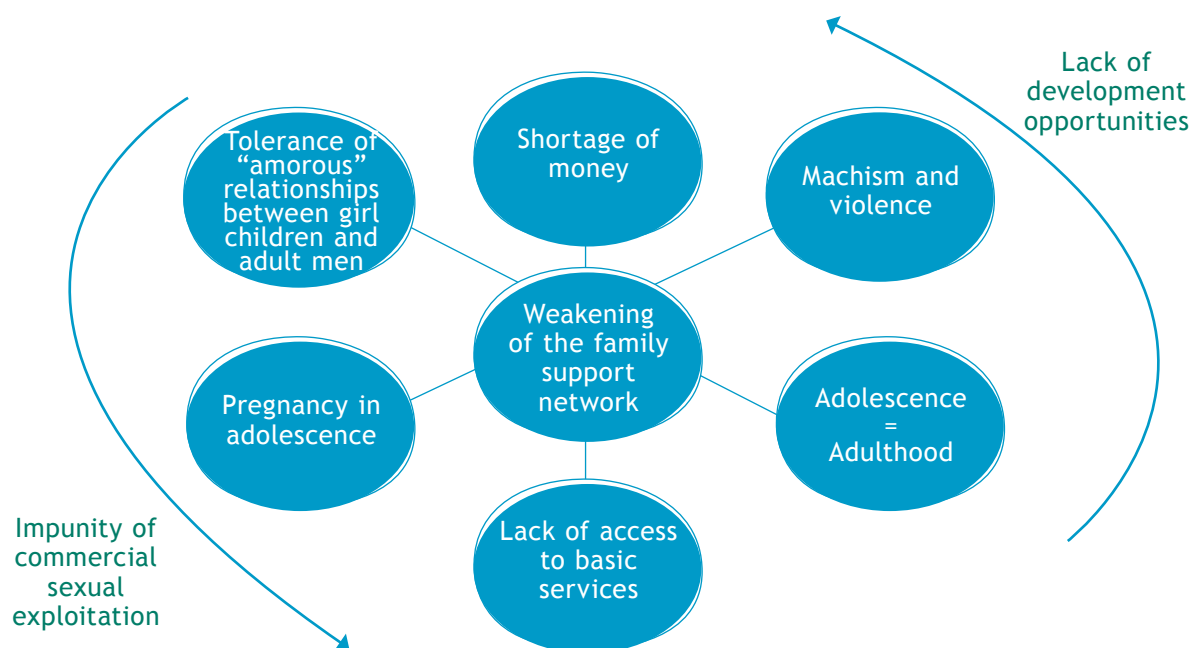 Lack of
development
opportunities
Tolerance of
“amorous”
relationships
between girl
children and
adult men
Shortage of
money
Machism and
violence
Weakening
of the family
support
network
Pregnancy in
adolescence
Adolescence
=
Adulthood
Lack of access
to basic
services
Impunity of
commercial
sexual
exploitation